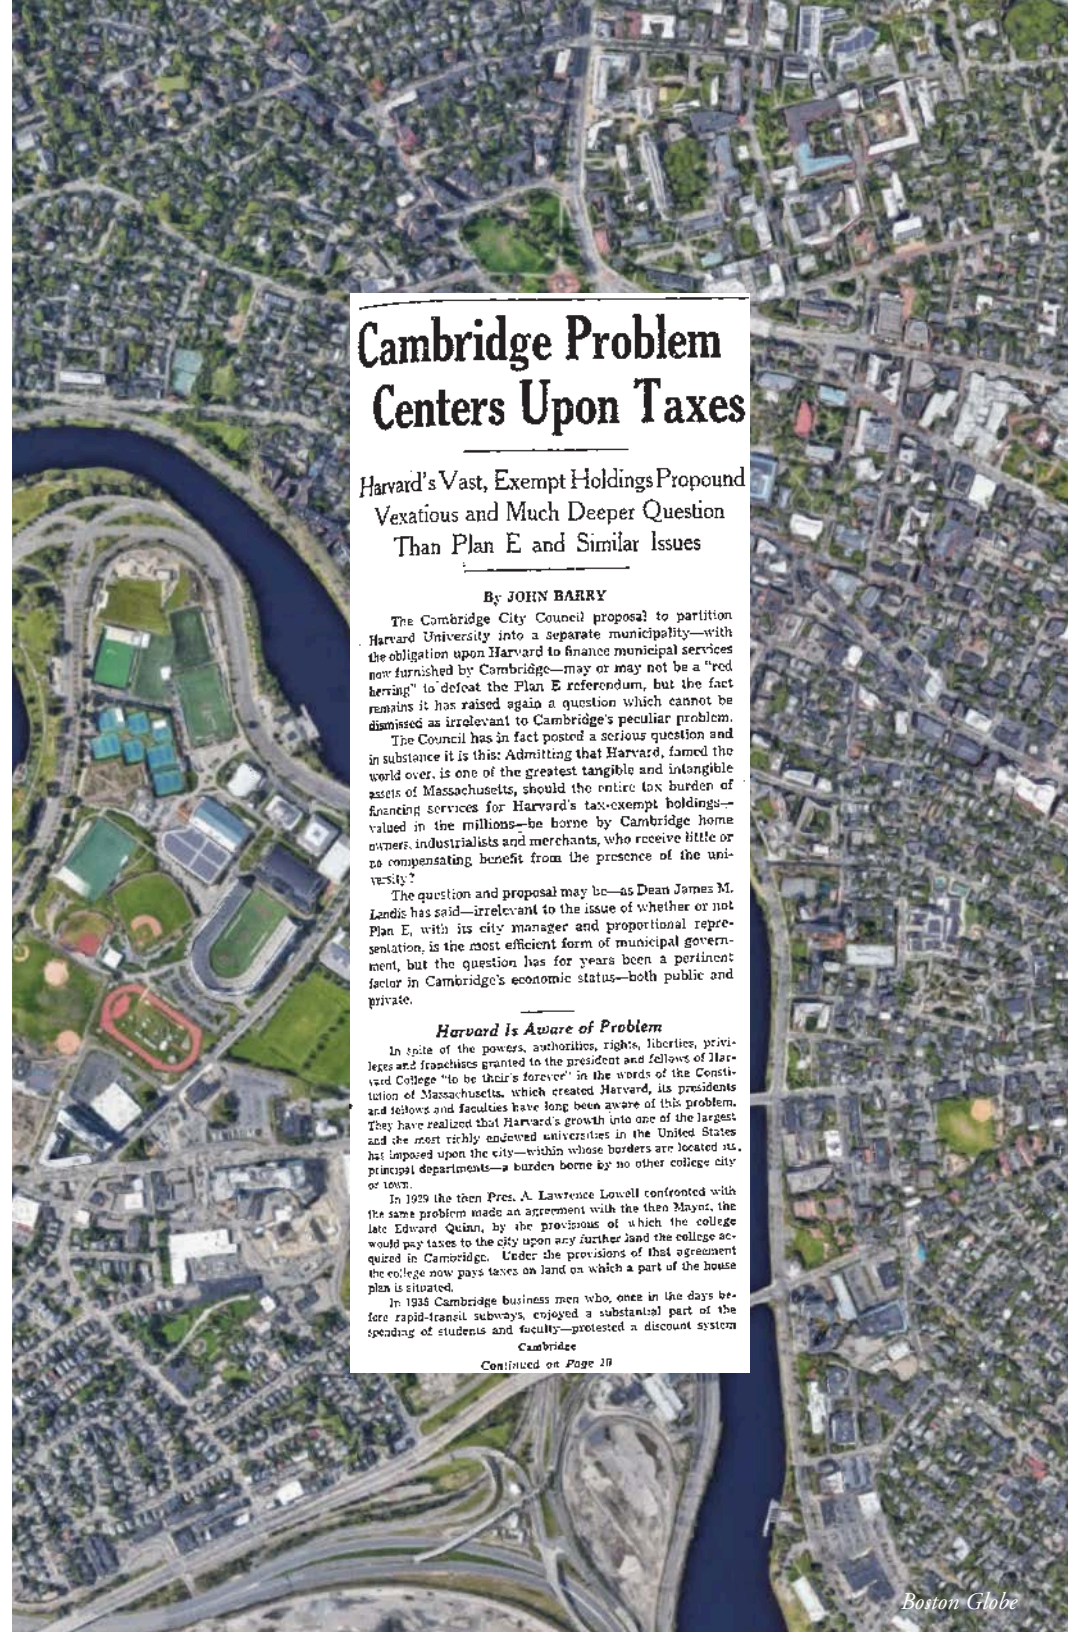 Cambridge Problem
Centers Upon Taxes
Harvard's Vast, Exempt Holdings Propound
Vexatious and Much Deeper Question
Than Plan E and Similar Issues
By JOHN BARRY
The Cambridge City Council proposal to partition
Harvard University into a separate municipality—with
the obligation upon Harvard to finance municipal services
now furnished by Cambridge—may or may not be a "red
herring" to defeat the Plan E referendum, but the fact
remains it has raised again a question which cannot be
dismissed as irrelevant to Cambridge's peculiar problem.
The Council has in fact posted a serious question and
in substance it is this: Admitting that Harvard, famed the
world over, is one of the greatest tangible and intangible
assets of Massachusetts, should the entire tax burden of
financing services for Harvard's tax-exempt holdings—
valued in the millions—be borne by Cambridge home
owners, industrialists and merchants, who receive little or
no compensating benefit from the presence of the uni-
versity?
The question and proposal may be—as Dean James M.
Landis has said—irrelevant to the issue of whether or not
Plan E, with its city manager and proportional repre-
sentation, is the most efficient form of municipal govern-
ment, but the question has for years been a pertinent
factor in Cambridge's economic status—both public and
private.
Harvard Is Aware of Problem
In spite of the powers, authorities, rights, liberties, privi-
leges and franchises granted to the president and fellows of Har-
vard College "to be their's forever" in the words of the Consti-
tution of Massachusetts, which created Harvard, its presidents
and fellows and faculties have long been aware of this problem.
They have realized that Harvard's growth into one of the largest
and the most richly endowed universities in the United States
has imposed upon the city—within whose borders are located its
principal departments—a burden borne by no other college city
or town.
In 1929 the then Pres. A. Lawrence Lowell confronted with
the same problem made an agreement with the then Mayor, the
late Edward Quinn, by the provisions of which the college
would pay taxes to the city upon any further land the college ac-
quired in Cambridge. Under the provisions of that agreement
the college now pays taxes on land on which a part of the house
plan is situated.
In Cambridge business men who, once in the days be-
fore rapid-transit subways, enjoyed a substantial part of the
spending of students and faculty—protested a discount system
Cambridge
Continued on Page
Boston Globe